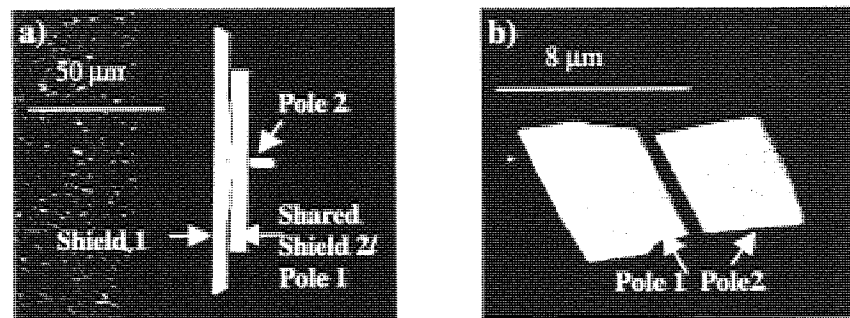 a)
50 µm
Pole 2
Shield 1
Shared
Shield 2/
Pole 1
b)
8 µm
Pole 1 Pole2